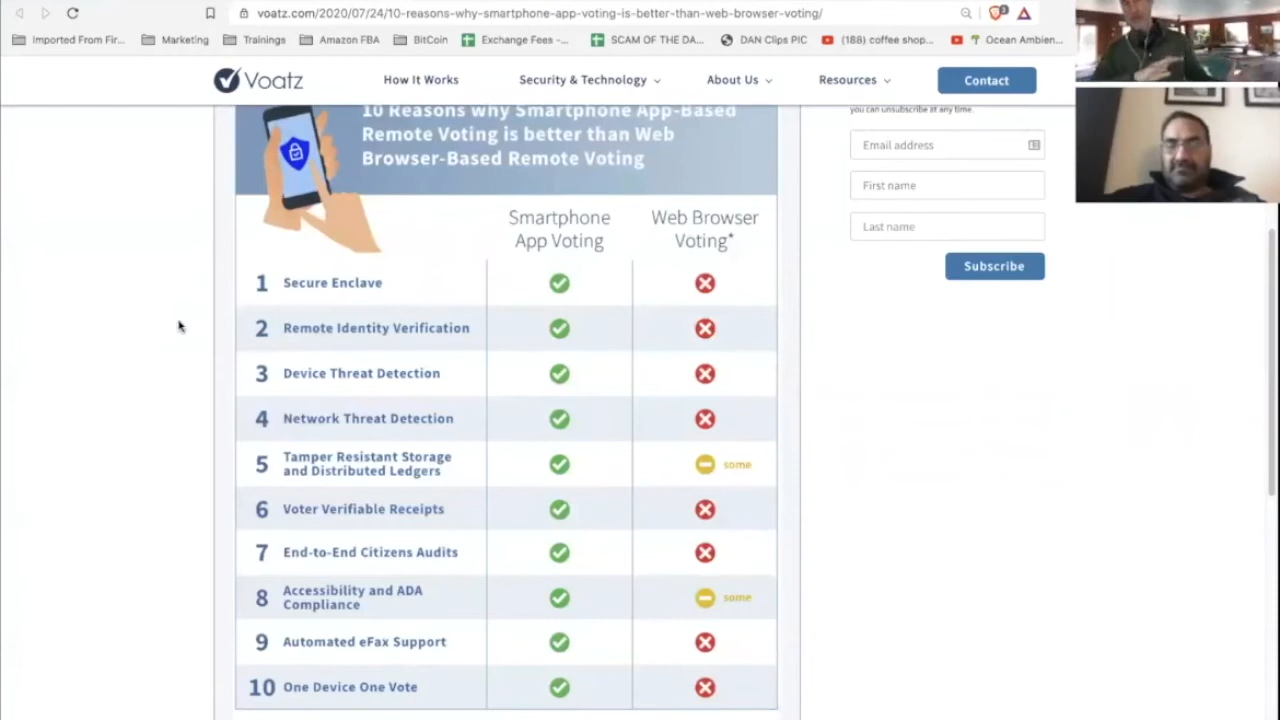 voatz.com/2020/07/24/10-reasons-why-smartphone-app-voting-is-better-than-web-browser-voting/
3
Imported From Fir... Marketing Trainings Amazon FBA BitCoin Exchange Fees -... SCAM OF THE DA... DAN Clips PIC (188) coffee shop... Ocean Ambien...
Voatz How It Works Security & Technology About Us Resources Contact
10 Reasons why Smartphone App-Based
Remote Voting is better than Web
Browser-Based Remote Voting
you can unsubscribe at any time.
Email address
First name
Last name
Subscribe
Smartphone
App Voting
Web Browser
Voting*
1 Secure Enclave
2 Remote Identity Verification
3 Device Threat Detection
4 Network Threat Detection
5 Tamper Resistant Storage
and Distributed Ledgers
some
6 Voter Verifiable Receipts
7 End-to-End Citizens Audits
8 Accessibility and ADA
Compliance
some
9 Automated eFax Support
10 One Device One Vote